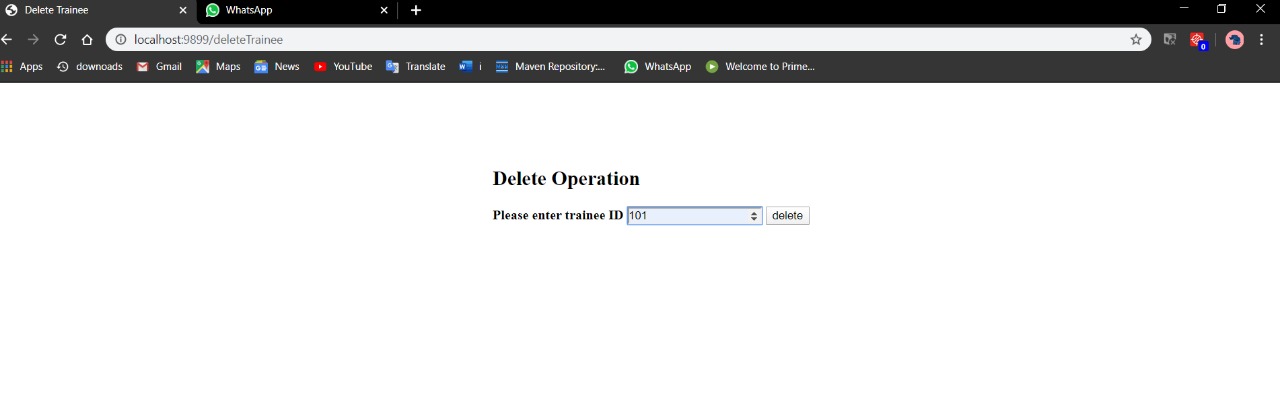 Delete Trainee WhatsApp
localhost:9899/deleteTrainee
0
Apps downoads Gmail Maps News YouTube Translate i Maven Repository:... WhatsApp Welcome to Prime...
Delete Operation
Please enter trainee ID 101 delete